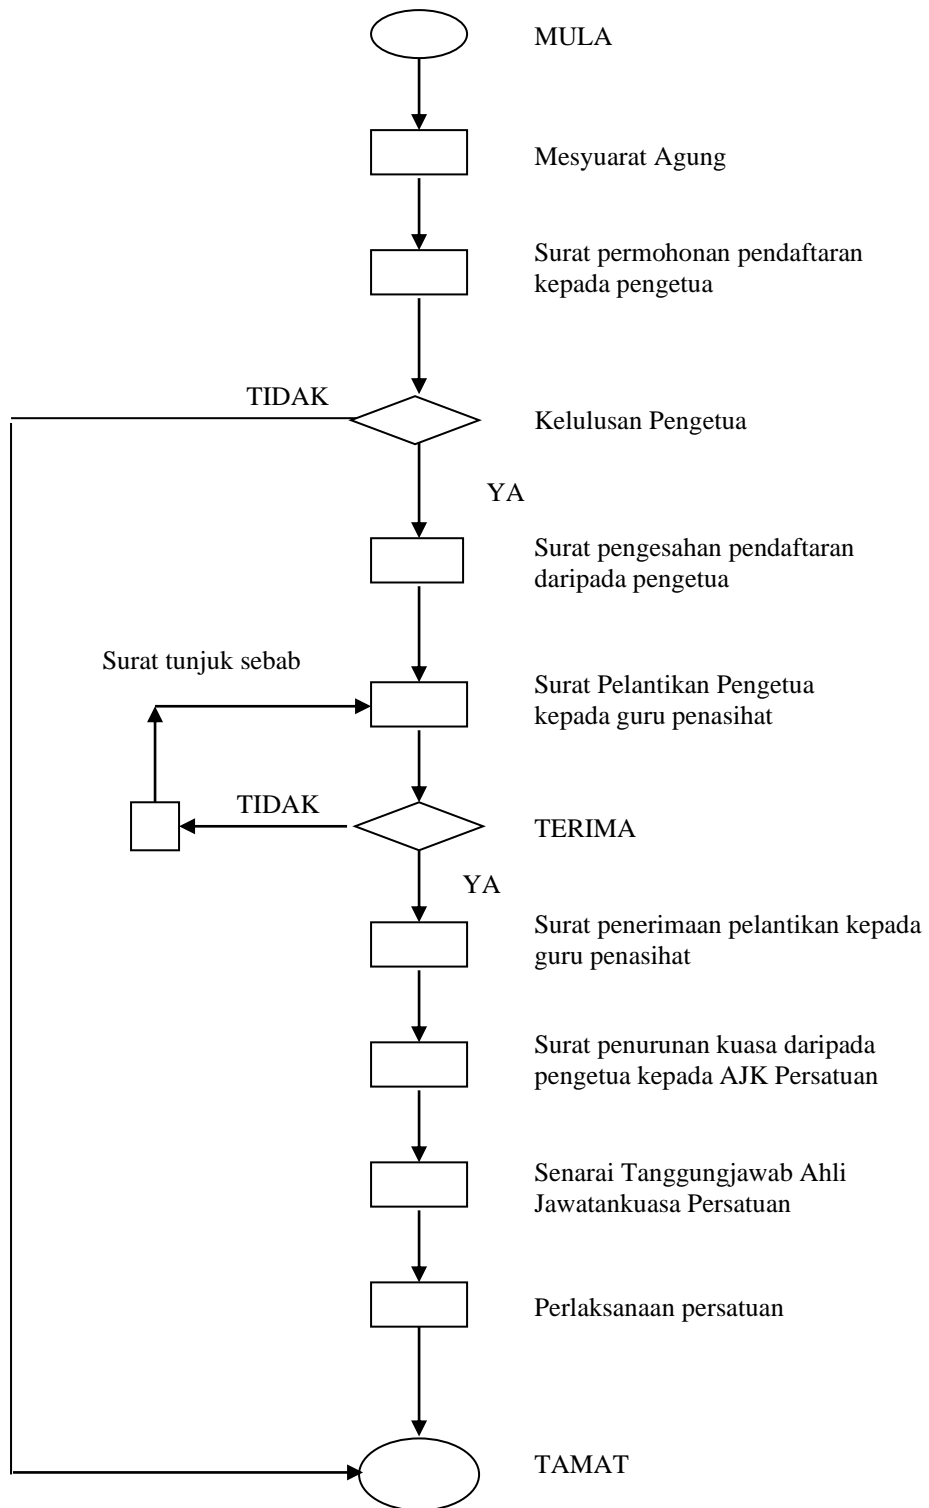 MULA
Mesyuarat Agung
Surat permohonan pendaftaran
kepada pengetua
TIDAK
Kelulusan Pengetua
YA
Surat pengesahan pendaftaran
daripada pengetua
Surat tunjuk sebab
Surat Pelantikan Pengetua
kepada guru penasihat
TIDAK
TERIMA
YA
Surat penerimaan pelantikan kepada
guru penasihat
Surat penurunan kuasa daripada
pengetua kepada AJK Persatuan
Senarai Tanggungjawab Ahli
Jawatankuasa Persatuan
Perlaksanaan persatuan
TAMAT